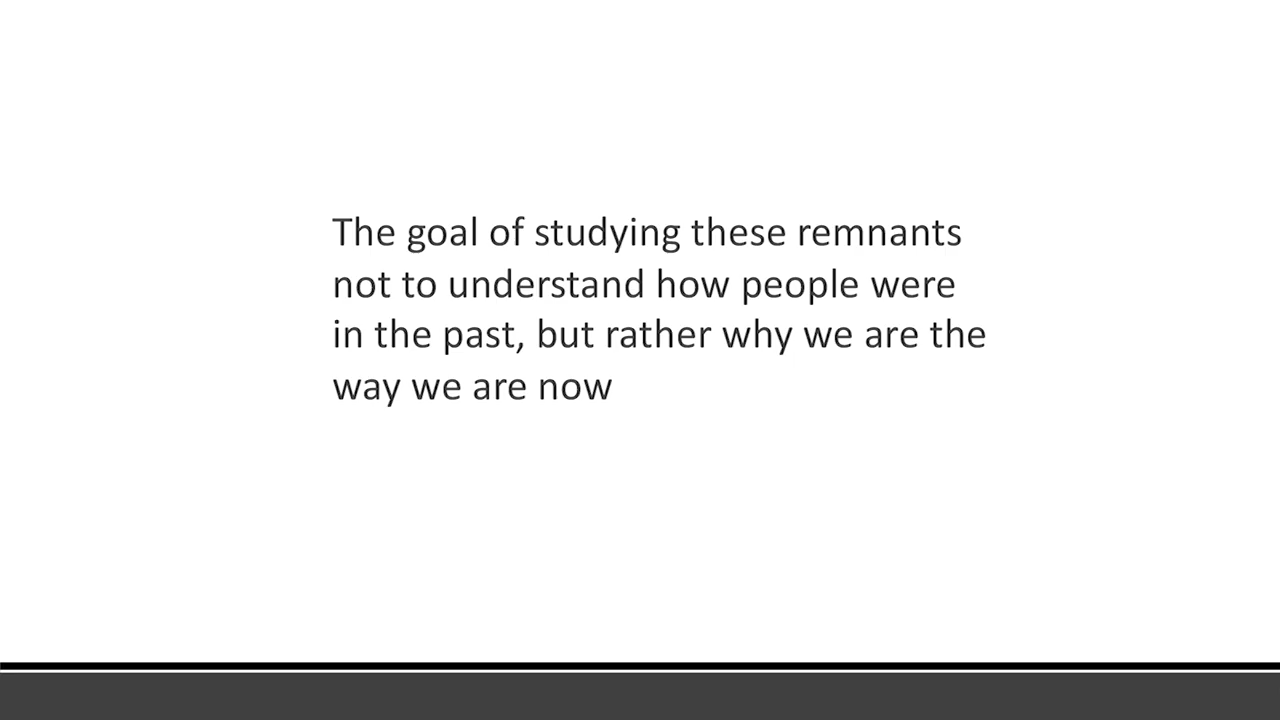 The goal of studying these remnants
not to understand how people were
in the past, but rather why we are the
way we are now